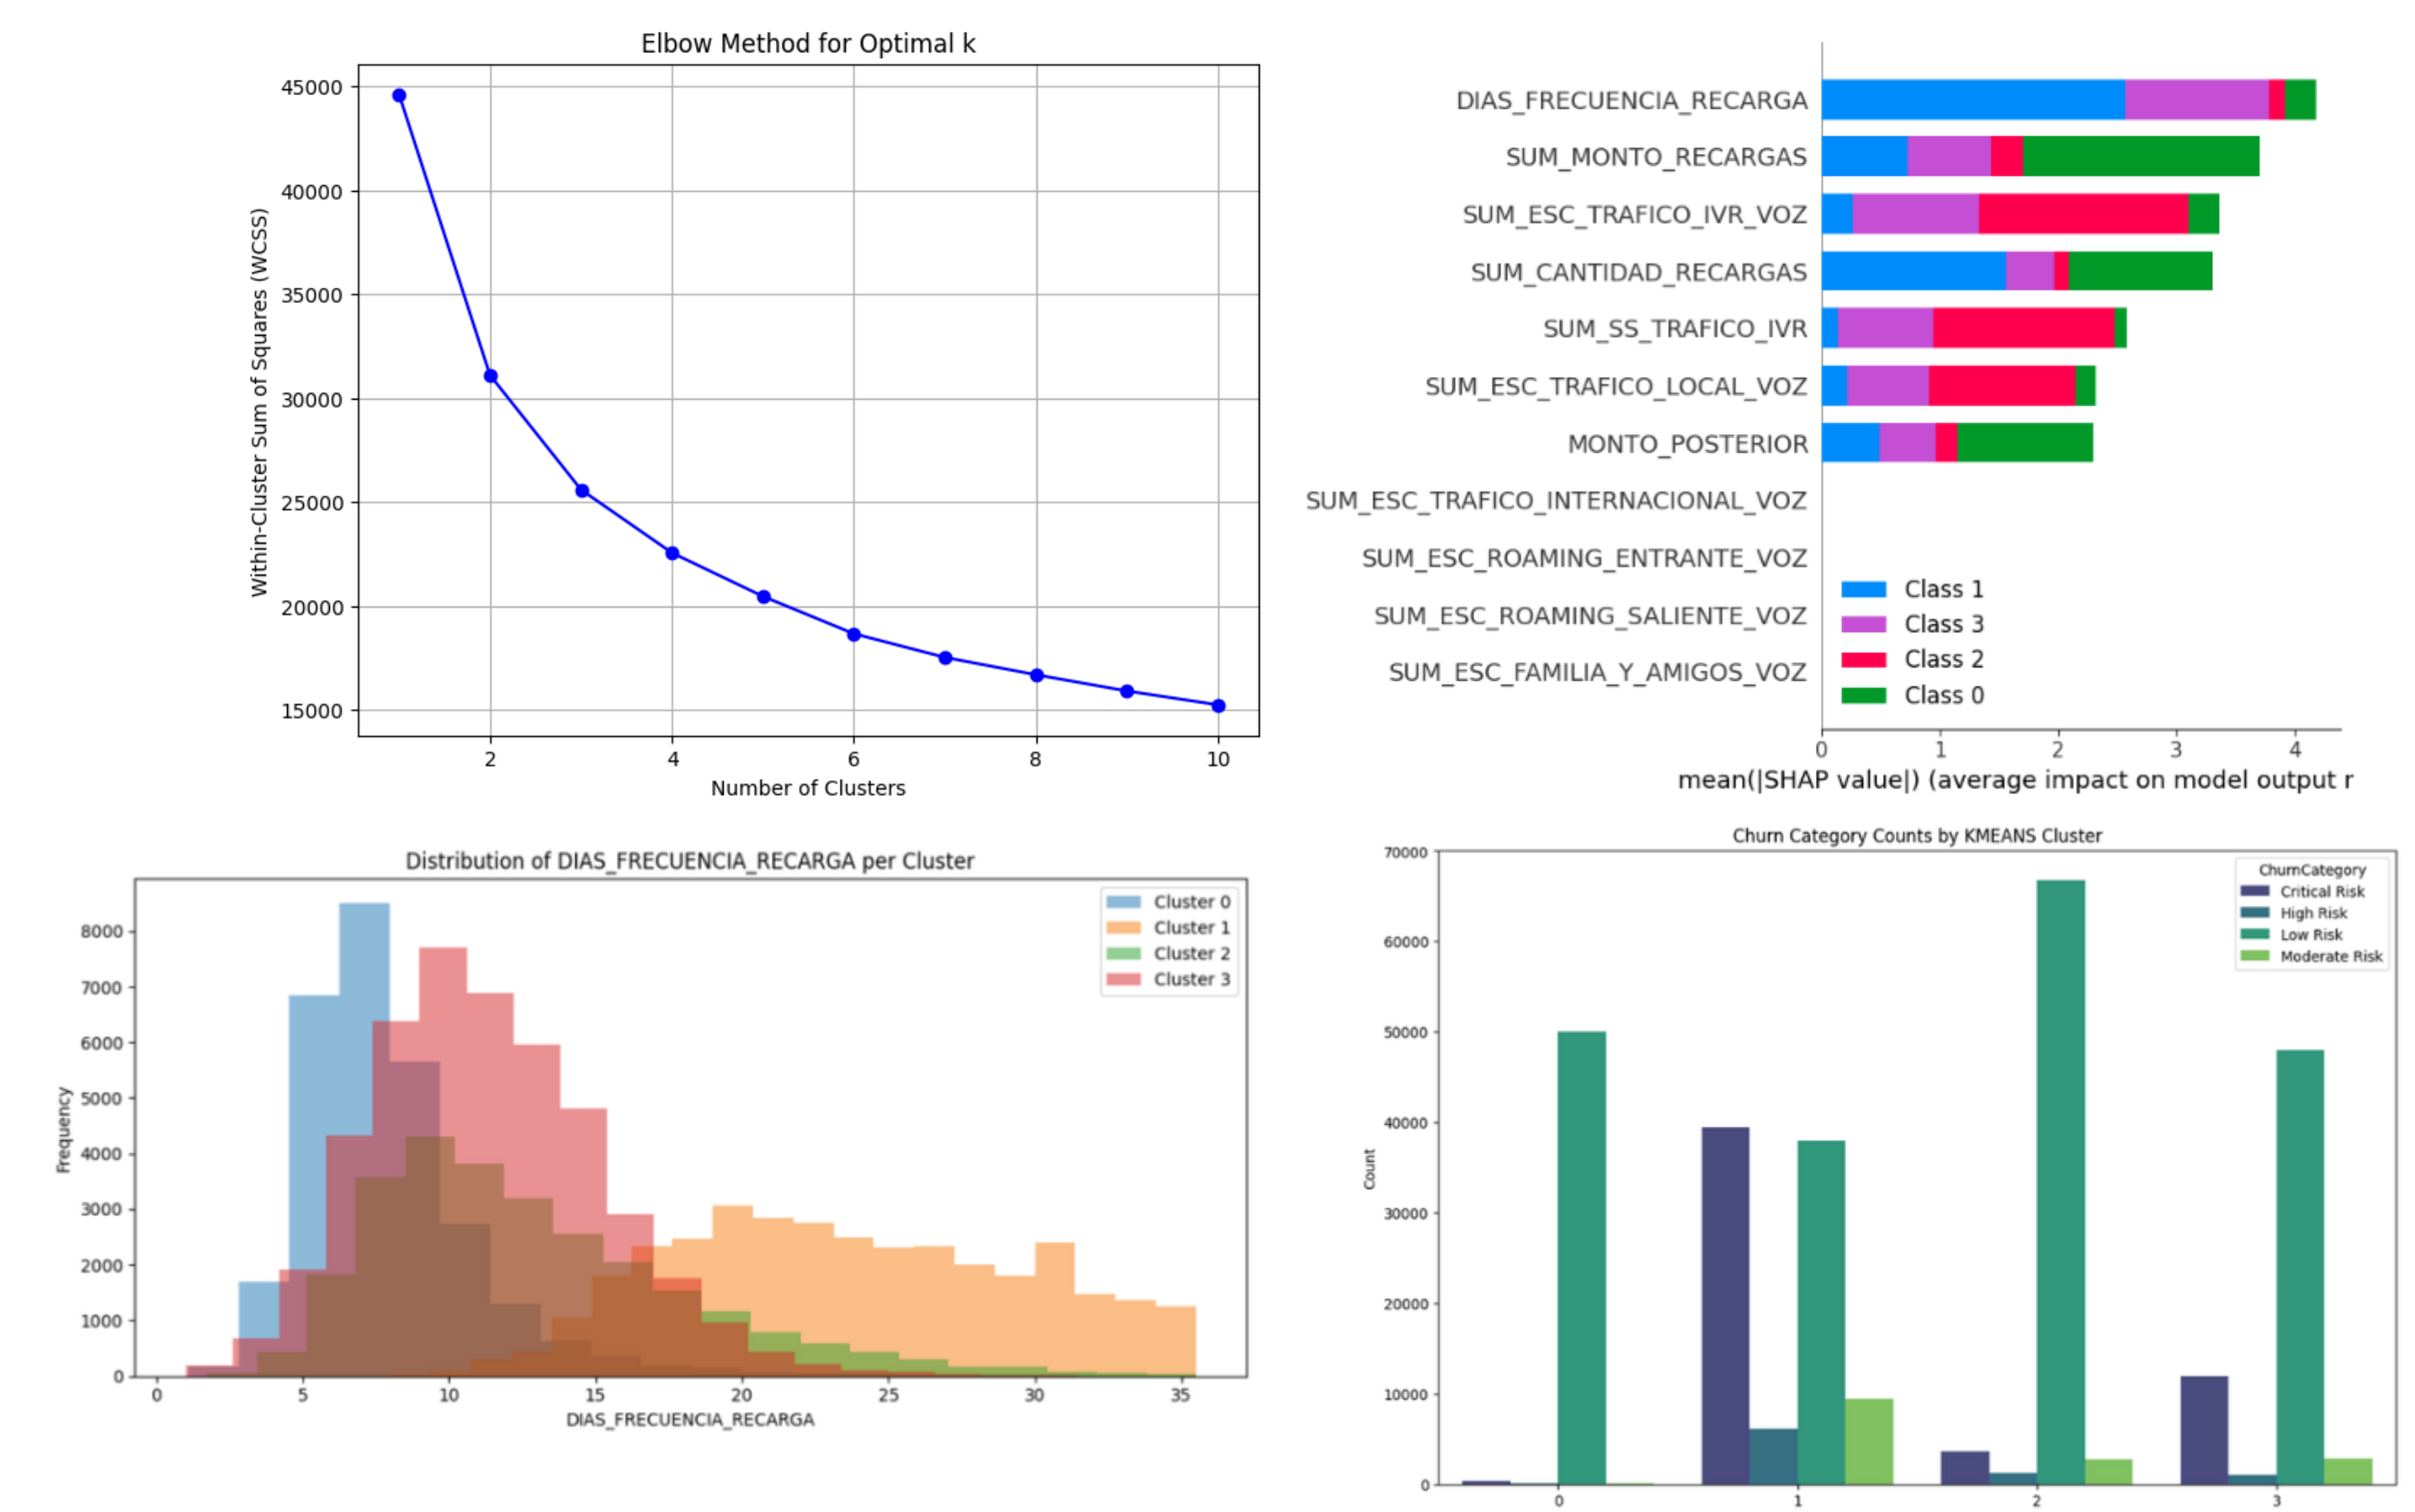 Elbow Method for Optimal k
45000
40000
35000
30000
25000
20000
15000
Within-Cluster Sum of Squares (WCSS)
2
4
6
8
10
Number of Clusters
DIAS_FRECUENCIA_RECARGA
SUM_MONTO_RECARGAS
SUM_ESC_TRAFICO_IVR_VOZ
SUM_CANTIDAD_RECARGAS
SUM_SS_TRAFICO_IVR
SUM_ESC_TRAFICO_LOCAL_VOZ
MONTO_POSTERIOR
SUM_ESC_TRAFICO_INTERNACIONAL_VOZ
SUM_ESC_ROAMING_ENTRANTE_VOZ
SUM_ESC_ROAMING_SALIENTE_VOZ
SUM_ESC_FAMILIA_Y_AMIGOS_VOZ
Class 1
Class 3
Class 2
Class 0
0
1
2
3
4
mean(|SHAP value|) (average impact on model output r
Distribution of DIAS_FRECUENCIA_RECARGA per Cluster
8000
7000
6000
5000
4000
3000
2000
1000
0
Frequency
Cluster 0
Cluster 1
Cluster 2
Cluster 3
0
5
10
15
20
25
30
35
DIAS_FRECUENCIA_RECARGA
Churn Category Counts by KMEANS Cluster
70000
60000
50000
40000
30000
20000
10000
0
Count
ChurnCategory
Critical Risk
High Risk
Low Risk
Moderate Risk
0
1
2
3